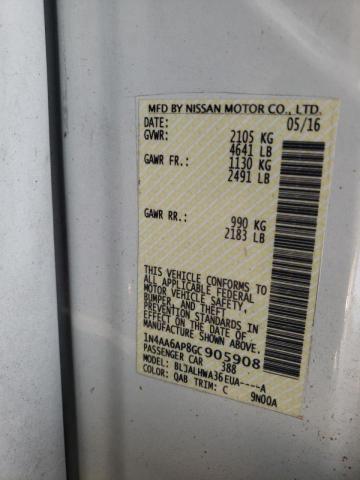 MFD BY NISSAN MOTOR CO., LTD.
DATE: 05/16
GVWR: 2105 KG
4641 LB
GAWR FR.: 1130 KG
2491 LB
GAWR RR.: 990 KG
2183 LB
THIS VEHICLE CONFORMS TO
ALL APPLICABLE FEDERAL
MOTOR VEHICLE SAFETY,
BUMPER, AND THEFT
PREVENTION STANDARDS IN
EFFECT ON THE DATE OF
MANUFACTURE SHOWN ABOVE
1N4AA6AP8GC905908
PASSENGER CAR 388
MODEL: BL3ALHWA36EUA----A
COLOR: QAB TRIM: C 9N00A